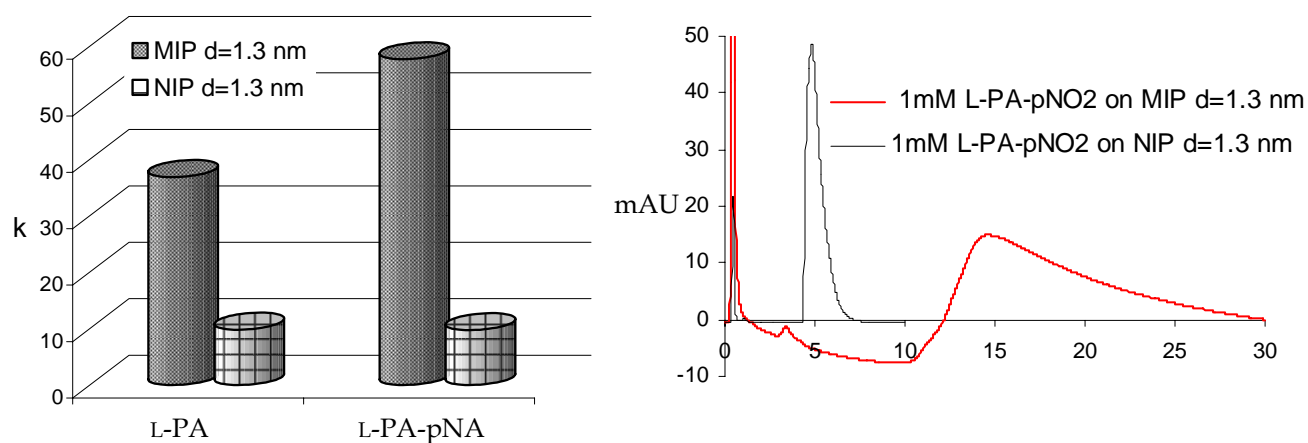 60
50
40
30
20
10
0
k
MIP d=1.3 nm
NIP d=1.3 nm
L-PA
L-PA-pNA
50
40
30
20
10
0
-10
mAU
1mM L-PA-pNO2 on MIP d=1.3 nm
1mM L-PA-pNO2 on NIP d=1.3 nm
0 5 10 15 20 25 30